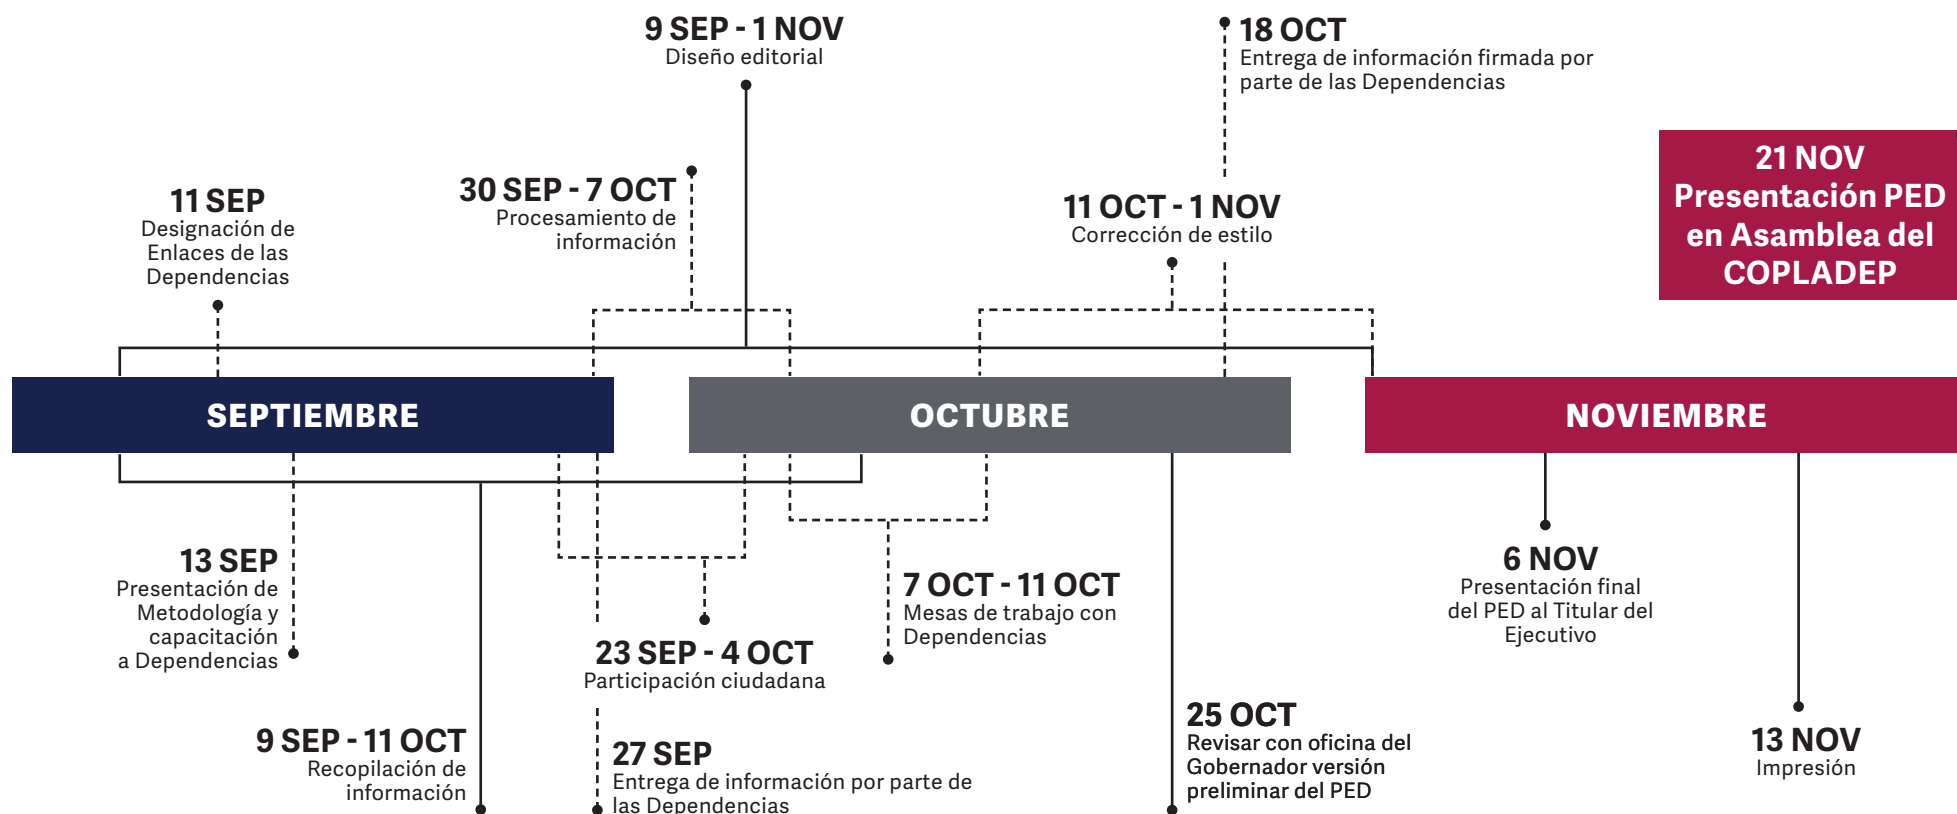 9 SEP - 1 NOV
Diseño editorial
18 OCT
Entrega de información firmada por
parte de las Dependencias
21 NOV
Presentación PED
en Asamblea del
COPLADEP
30 SEP - 7 OCT
Procesamiento de
información
11 SEP
Designación de
Enlaces de las
Dependencias
11 OCT - 1 NOV
Corrección de estilo
SEPTIEMBRE
OCTUBRE
NOVIEMBRE
13 SEP
Presentación de
Metodología y
capacitación
a Dependencias
23 SEP - 4 OCT
Participación ciudadana
7 OCT - 11 OCT
Mesas de trabajo con
Dependencias
6 NOV
Presentación final
del PED al Titular del
Ejecutivo
9 SEP - 11 OCT
Recopilación de
información
27 SEP
Entrega de información por parte de
las Dependencias
25 OCT
Revisar con oficina del
Gobernador versión
preliminar del PED
13 NOV
Impresión